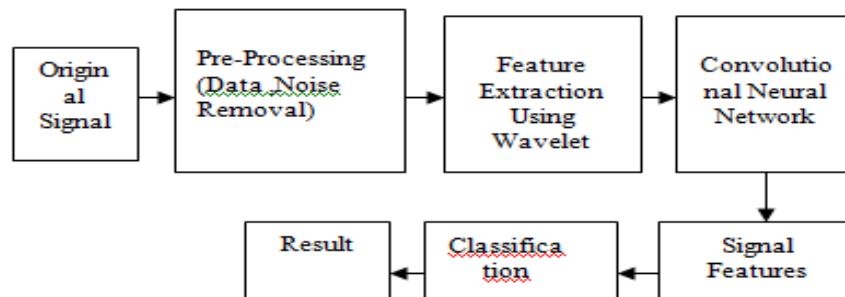 Origin
al
Signal
Pre-Processing
(Data ,Noise
Removal)
Feature
Extraction
Using
Wavelet
Convolutio
nal Neural
Network
Signal
Features
Classifica
tion
Result